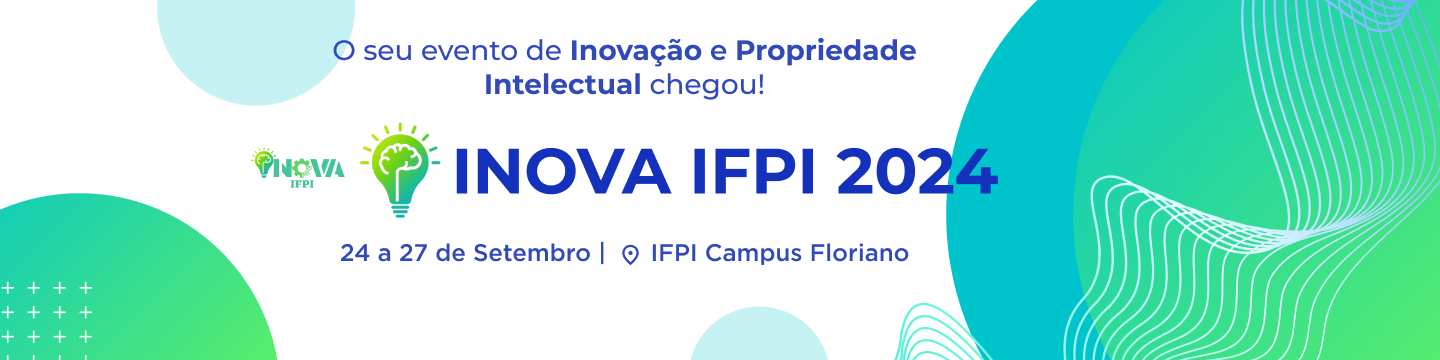 O seu evento de Inovação e Propriedade
Intelectual chegou!
INOVA
IFPI
INOVA IFPI 2024
24 a 27 de Setembro | IFPI Campus Floriano